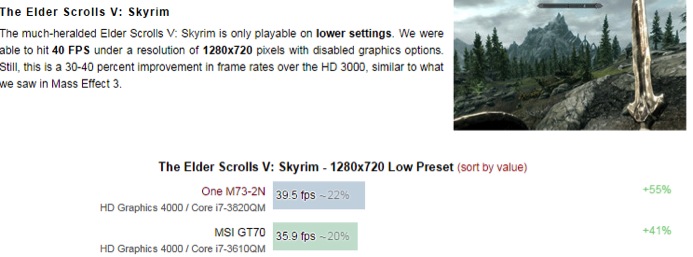 The Elder Scrolls V: Skyrim
The much-heralded Elder Scrolls V: Skyrim is only playable on lower settings. We were
able to hit 40 FPS under a resolution of 1280x720 pixels with disabled graphics options.
Still, this is a 30-40 percent improvement in frame rates over the HD 3000, similar to what
we saw in Mass Effect 3.
The Elder Scrolls V: Skyrim - 1280x720 Low Preset (sort by value)
One M73-2N 39.5 fps ~22% +55%
HD Graphics 4000 / Core i7-3820QM
MSI GT70 35.9 fps ~20% +41%
HD Graphics 4000 / Core i7-3610QM